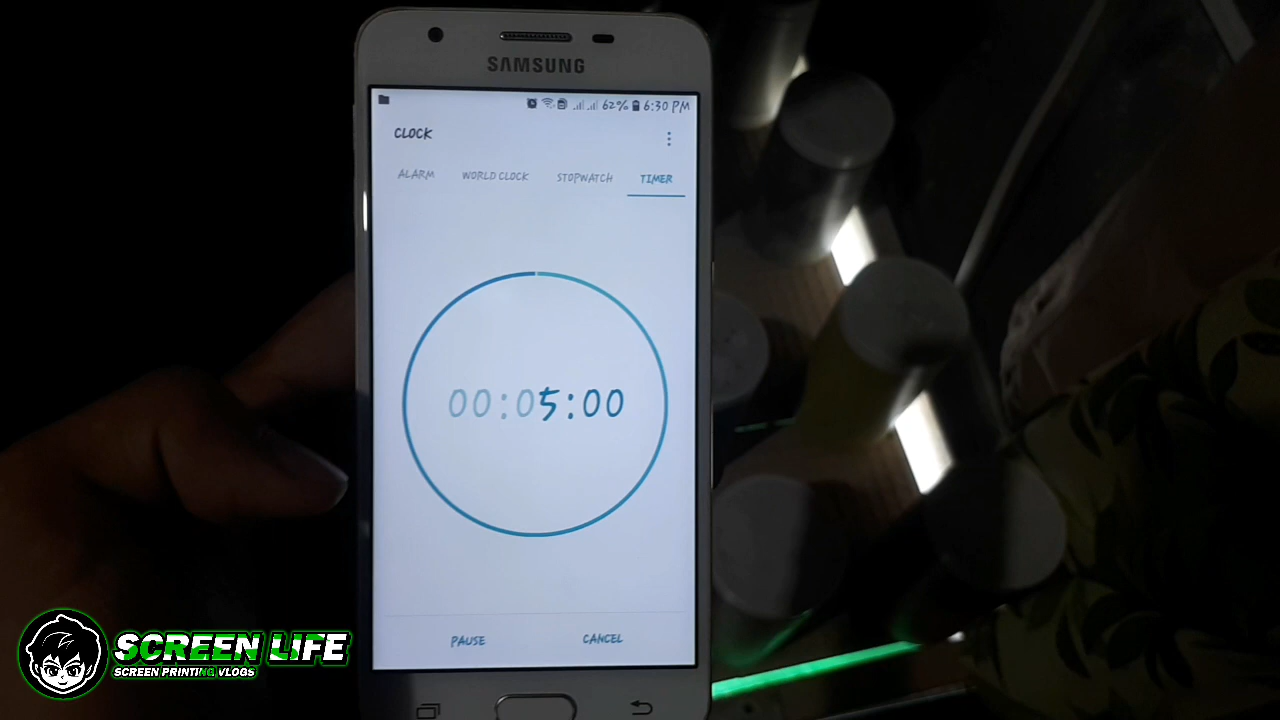 SAMSUNG
62% 6:30 PM
CLOCK
ALARM WORLD CLOCK STOPWATCH TIMER
00:05:00
PAUSE CANCEL
SCREEN LIFE
SCREEN PRINTING VLOGS